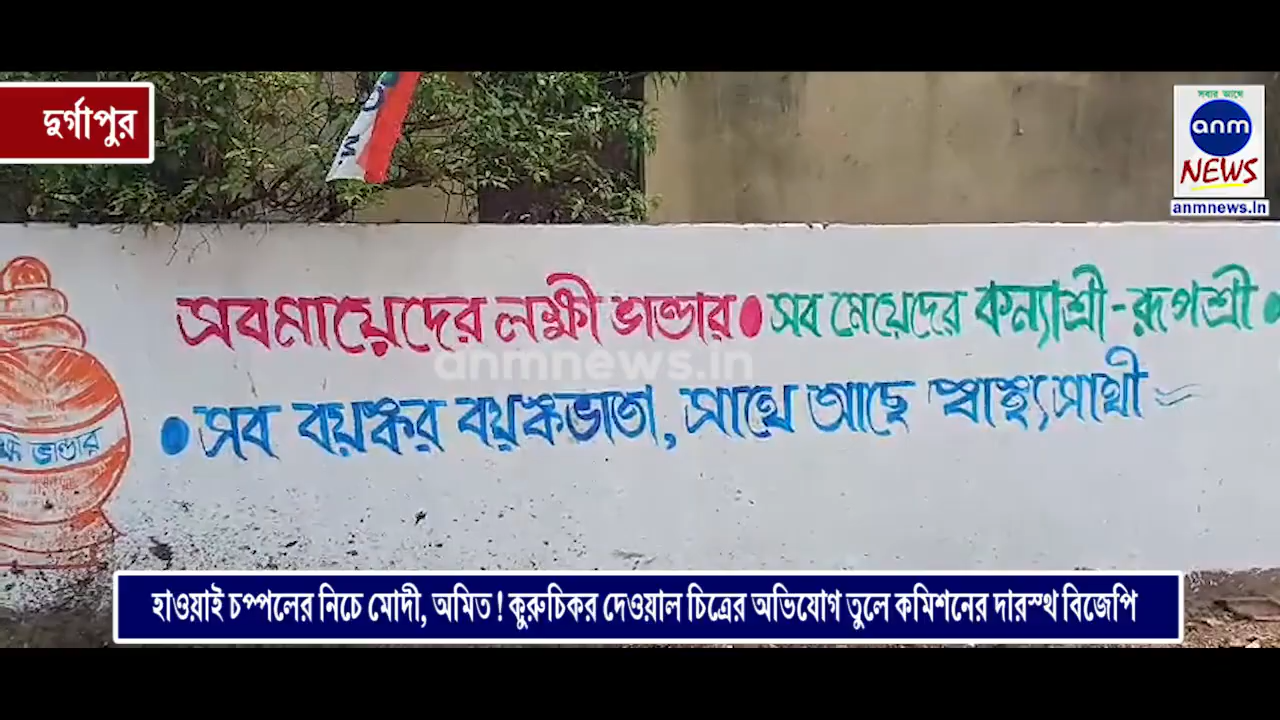 দুর্গাপুর
সবার আগে
anm
NEWS
anmnews.in
সবমায়েদের লক্ষী ভান্ডার ● সব মেয়েদের কন্যাশ্রী - রূপশ্রী ●
anmnews.in
● সব বয়স্কর বয়স্কভাতা, সাথে আছে স্বাস্থ্যসাথী
ভান্ডার
হাওয়াই চপ্পলের নিচে মোদী, অমিত ! কুরুচিকর দেওয়াল চিত্রের অভিযোগ তুলে কমিশনের দারস্থ বিজেপি